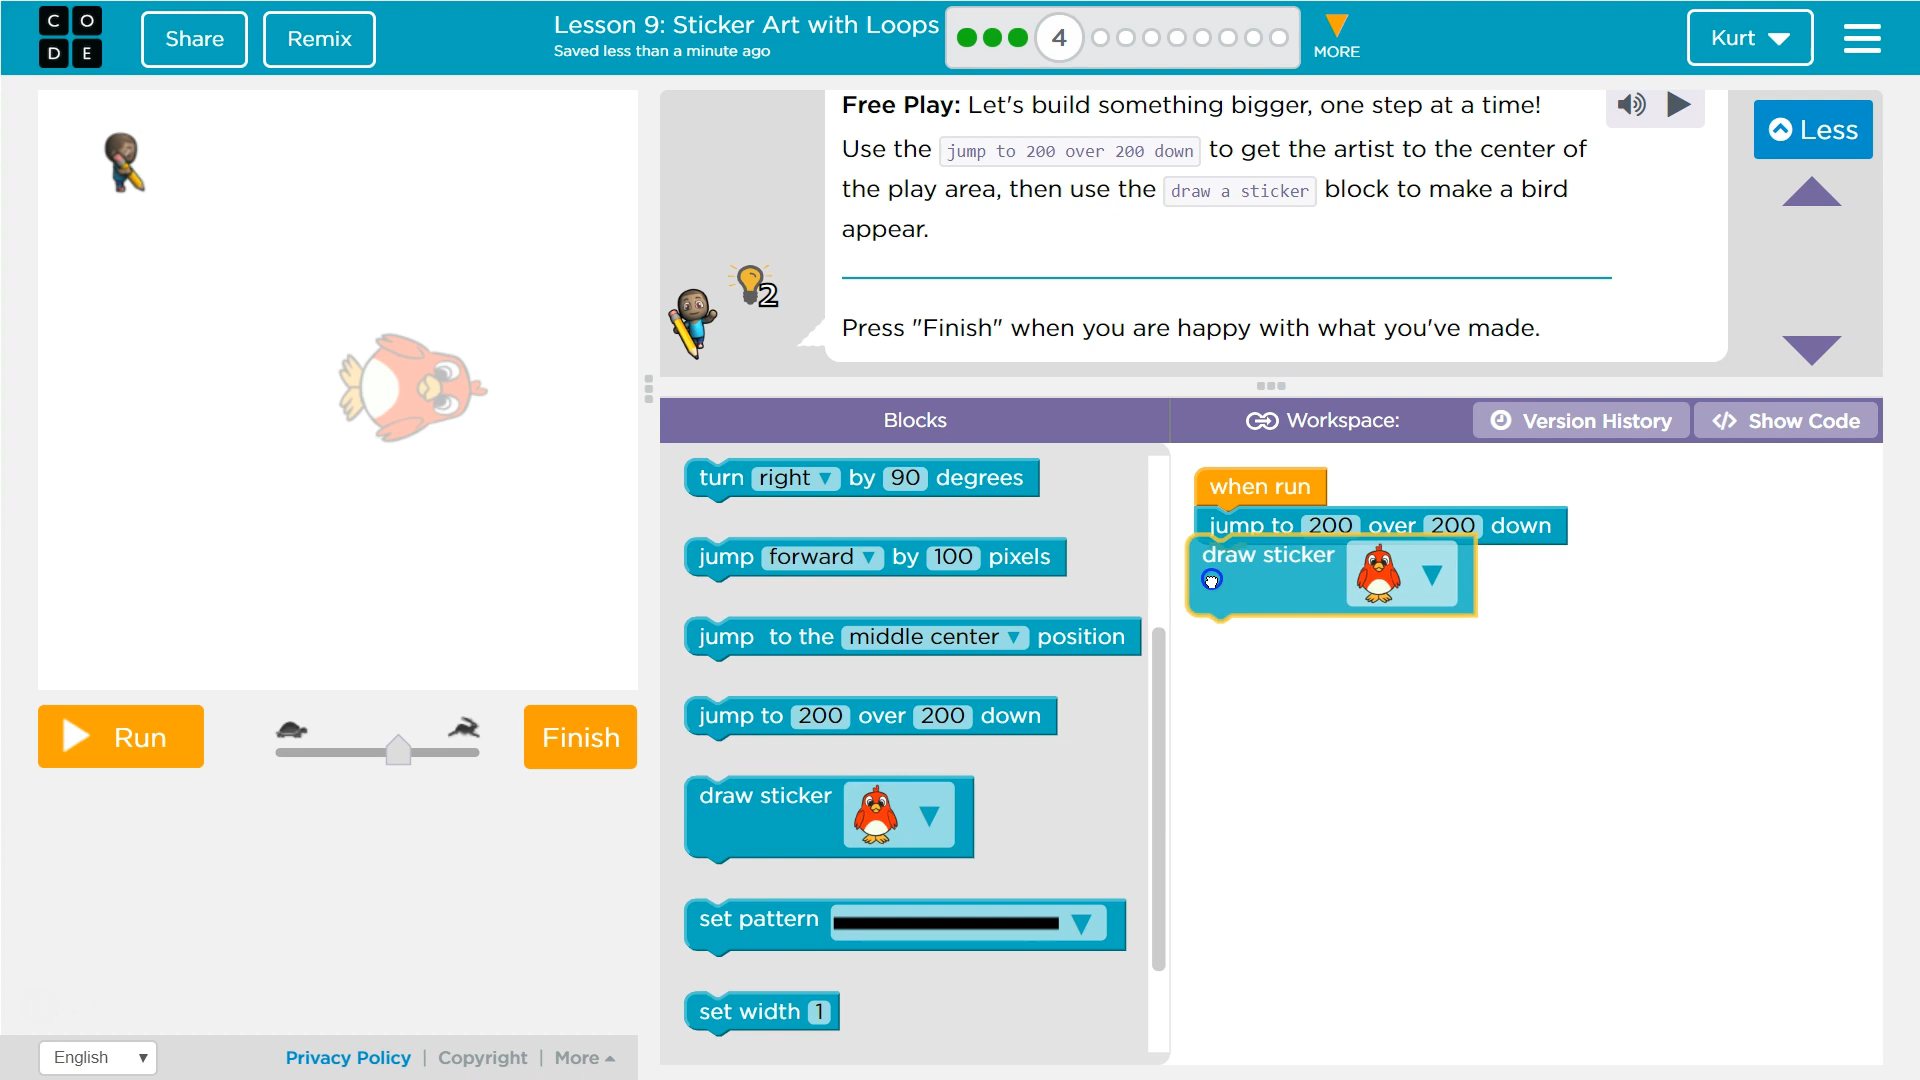 C O
D E
Share
Remix
Lesson 9: Sticker Art with Loops
Saved less than a minute ago
4
MORE
Kurt
Free Play: Let's build something bigger, one step at a time!
Use the jump to 200 over 200 down to get the artist to the center of
the play area, then use the draw a sticker block to make a bird
appear.
2
Press "Finish" when you are happy with what you've made.
Less
Blocks
Workspace:
Version History
</> Show Code
turn right by 90 degrees
jump forward by 100 pixels
jump to the middle center position
jump to 200 over 200 down
draw sticker
set pattern
set width 1
when run
jump to 200 over 200 down
draw sticker
Run
Finish
English
Privacy Policy | Copyright | More